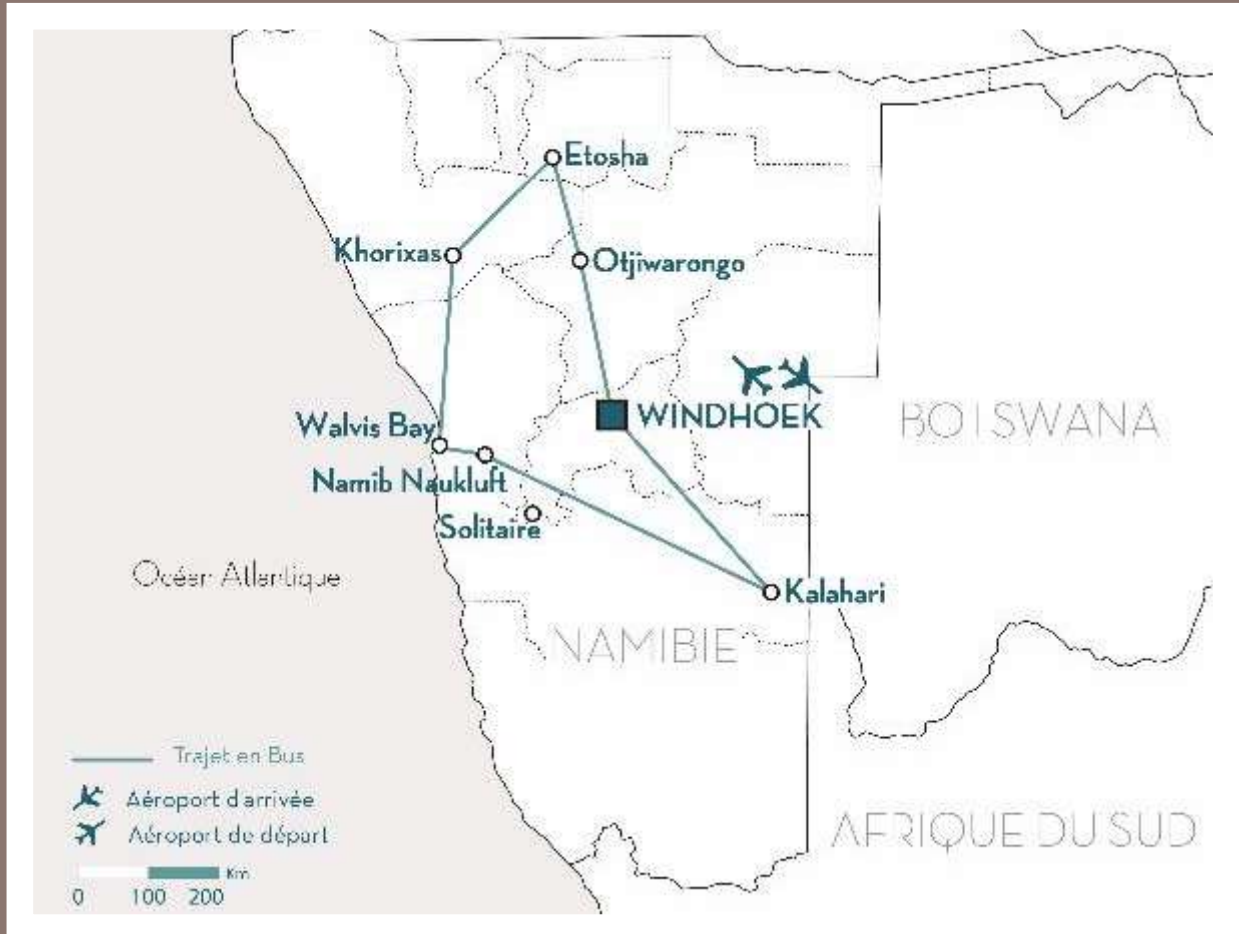 Etosha
Khorixas
Otjiwarongo
WINDHOEK
BOTSWANA
Walvis Bay
Namib Naukluft
Solitaire
Océan Atlantique
Kalahari
NAMIBIE
Trajet en Bus
Aéroport d'arrivée
Aéroport de départ
AFRIQUE DU SUD
Km
0 100 200